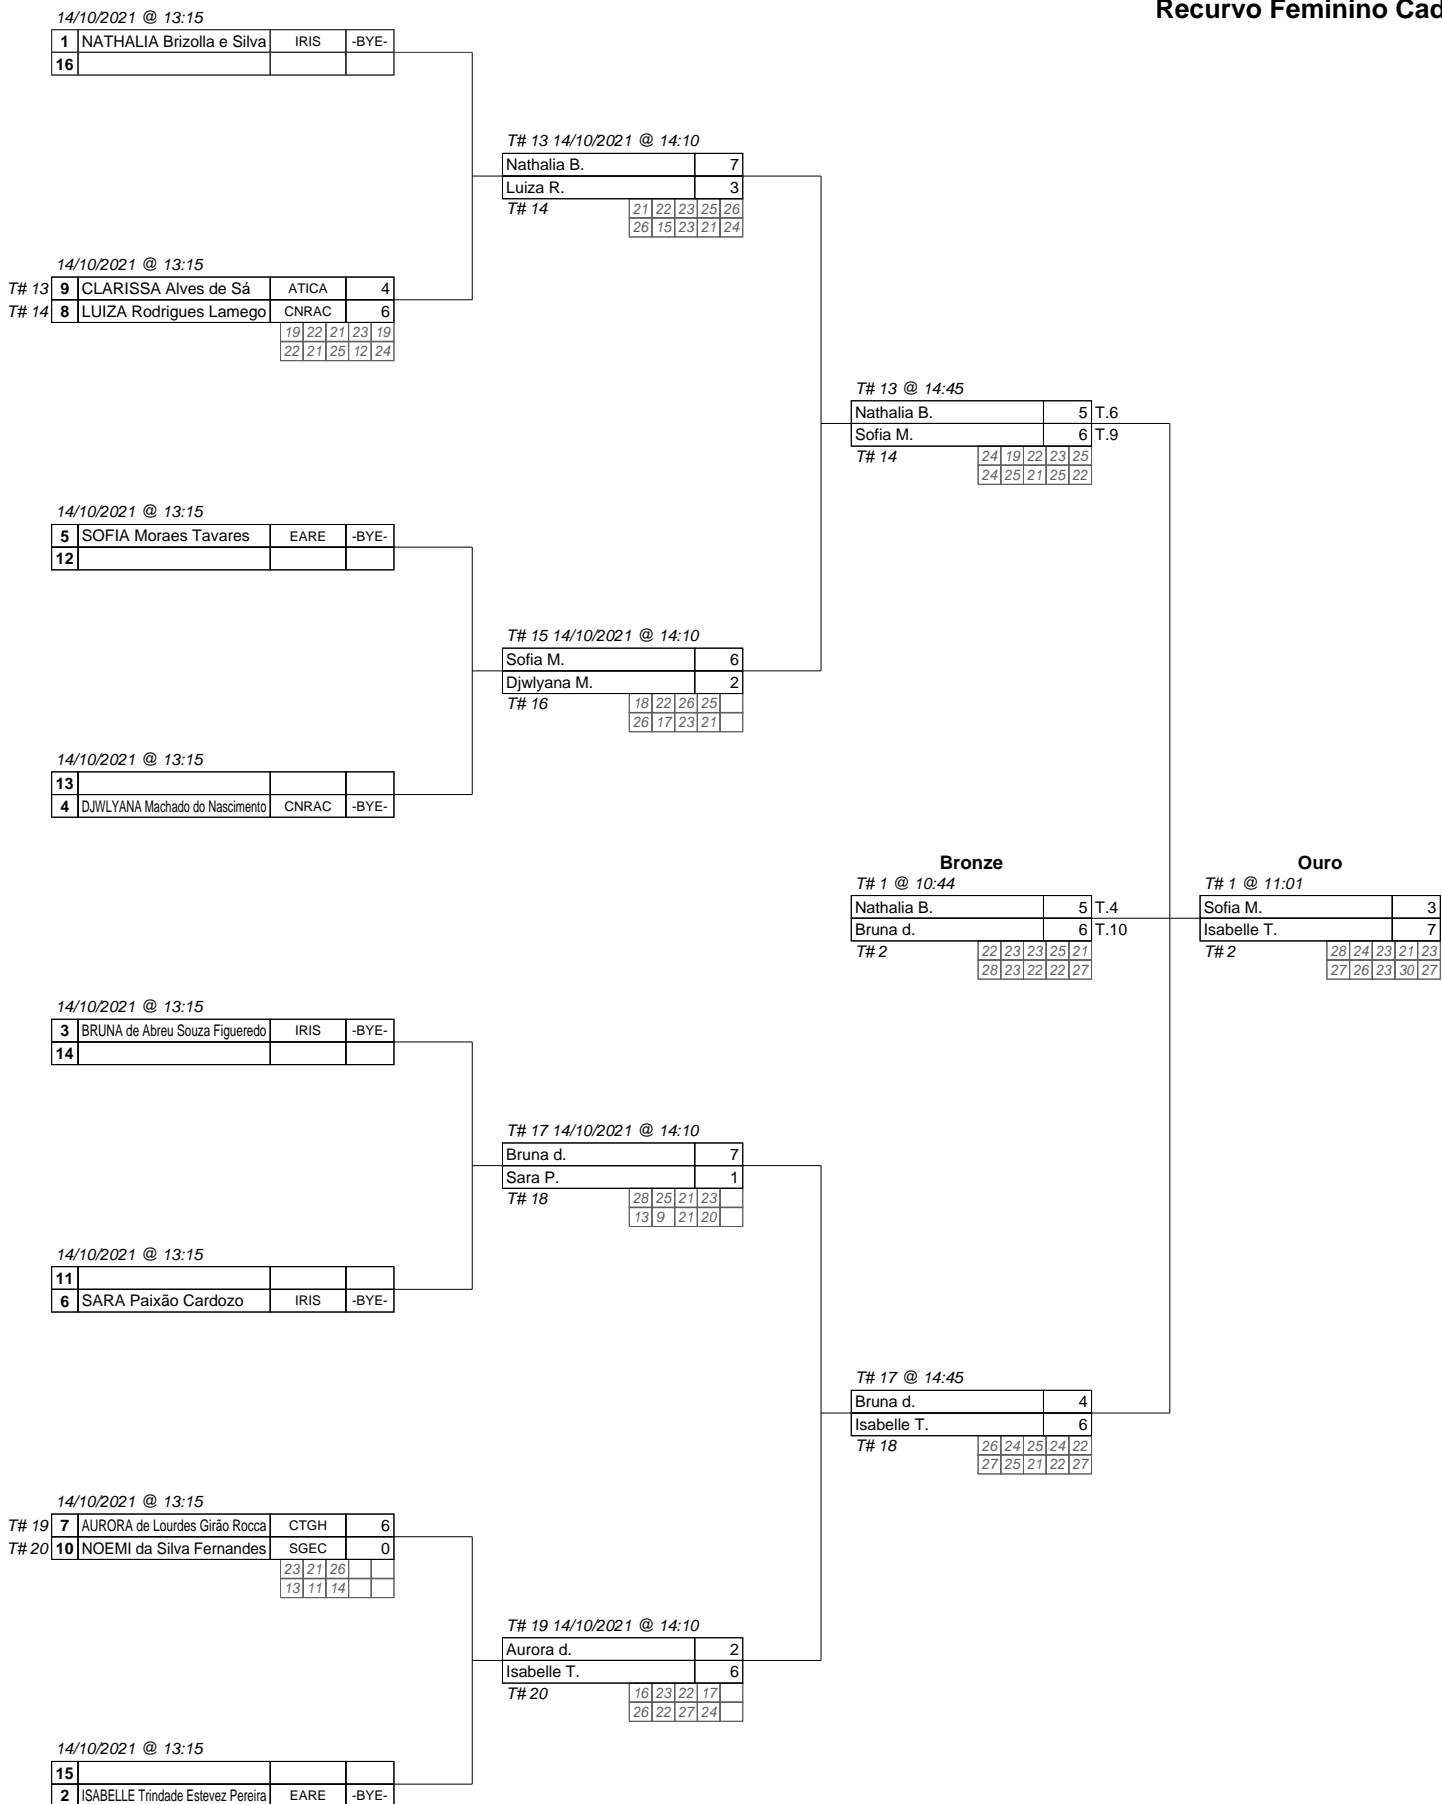 Recurvo Feminino Cad
14/10/2021 @ 13:15
1 NATHALIA Brizolla e Silva IRIS -BYE-
16
T# 13 14/10/2021 @ 14:10
Nathalia B. 7
Luiza R. 3
T# 14 21 22 23 25 26
26 15 23 21 24
14/10/2021 @ 13:15
T# 13 9 CLARISSA Alves de Sá ATICA 4
T# 14 8 LUIZA Rodrigues Lamego CNRAC 6
19 22 21 23 19
22 21 25 12 24
T# 13 @ 14:45
Nathalia B. 5 T.6
Sofia M. 6 T.9
T# 14 24 19 22 23 25
24 25 21 25 22
14/10/2021 @ 13:15
5 SOFIA Moraes Tavares EARE -BYE-
12
T# 15 14/10/2021 @ 14:10
Sofia M. 6
Djwlyana M. 2
T# 16 18 22 26 25
26 17 23 21
14/10/2021 @ 13:15
13
4 DJWLYANA Machado do Nascimento CNRAC -BYE-
Bronze
T# 1 @ 10:44
Nathalia B. 5 T.4
Bruna d. 6 T.10
T# 2 22 23 23 25 21
28 23 22 22 27
Ouro
T# 1 @ 11:01
Sofia M. 3
Isabelle T. 7
T# 2 28 24 23 21 23
27 26 23 30 27
14/10/2021 @ 13:15
3 BRUNA de Abreu Souza Figueredo IRIS -BYE-
14
T# 17 14/10/2021 @ 14:10
Bruna d. 7
Sara P. 1
T# 18 28 25 21 23
13 9 21 20
14/10/2021 @ 13:15
11
6 SARA Paixão Cardozo IRIS -BYE-
T# 17 @ 14:45
Bruna d. 4
Isabelle T. 6
T# 18 26 24 25 24 22
27 25 21 22 27
14/10/2021 @ 13:15
T# 19 7 AURORA de Lourdes Girão Rocca CTGH 6
T# 20 10 NOEMI da Silva Fernandes SGEC 0
23 21 26
13 11 14
T# 19 14/10/2021 @ 14:10
Aurora d. 2
Isabelle T. 6
T# 20 16 23 22 17
26 22 27 24
14/10/2021 @ 13:15
15
2 ISABELLE Trindade Estevez Pereira EARE -BYE-